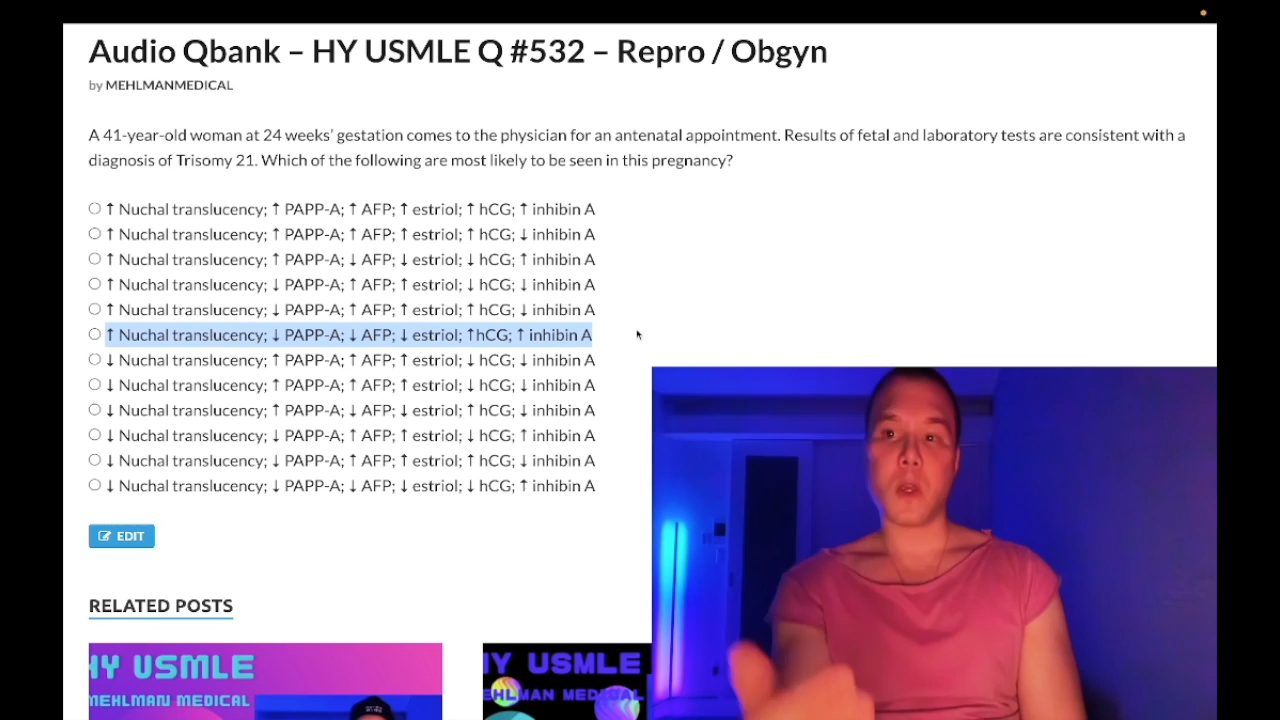 Audio Qbank – HY USMLE Q #532 – Repro / Obgyn
by MEHLMANMEDICAL
A 41-year-old woman at 24 weeks’ gestation comes to the physician for an antenatal appointment. Results of fetal and laboratory tests are consistent with a
diagnosis of Trisomy 21. Which of the following are most likely to be seen in this pregnancy?
↑ Nuchal translucency; ↑ PAPP-A; ↑ AFP; ↑ estriol; ↑ hCG; ↑ inhibin A
↑ Nuchal translucency; ↑ PAPP-A; ↑ AFP; ↑ estriol; ↑ hCG; ↓ inhibin A
↑ Nuchal translucency; ↑ PAPP-A; ↓ AFP; ↓ estriol; ↓ hCG; ↑ inhibin A
↑ Nuchal translucency; ↓ PAPP-A; ↑ AFP; ↑ estriol; ↓ hCG; ↓ inhibin A
↑ Nuchal translucency; ↓ PAPP-A; ↑ AFP; ↑ estriol; ↑ hCG; ↓ inhibin A
↑ Nuchal translucency; ↓ PAPP-A; ↓ AFP; ↓ estriol; ↑hCG; ↑ inhibin A
↓ Nuchal translucency; ↑ PAPP-A; ↑ AFP; ↑ estriol; ↓ hCG; ↓ inhibin A
↓ Nuchal translucency; ↑ PAPP-A; ↑ AFP; ↑ estriol; ↓ hCG; ↓ inhibin A
↓ Nuchal translucency; ↑ PAPP-A; ↓ AFP; ↓ estriol; ↑ hCG; ↓ inhibin A
↓ Nuchal translucency; ↓ PAPP-A; ↑ AFP; ↑ estriol; ↓ hCG; ↑ inhibin A
↓ Nuchal translucency; ↓ PAPP-A; ↑ AFP; ↑ estriol; ↑ hCG; ↓ inhibin A
↓ Nuchal translucency; ↓ PAPP-A; ↓ AFP; ↓ estriol; ↓ hCG; ↑ inhibin A
EDIT
RELATED POSTS
HY USMLE
MEHLMAN MEDICAL
HY USMLE
MEHLMAN MEDICAL